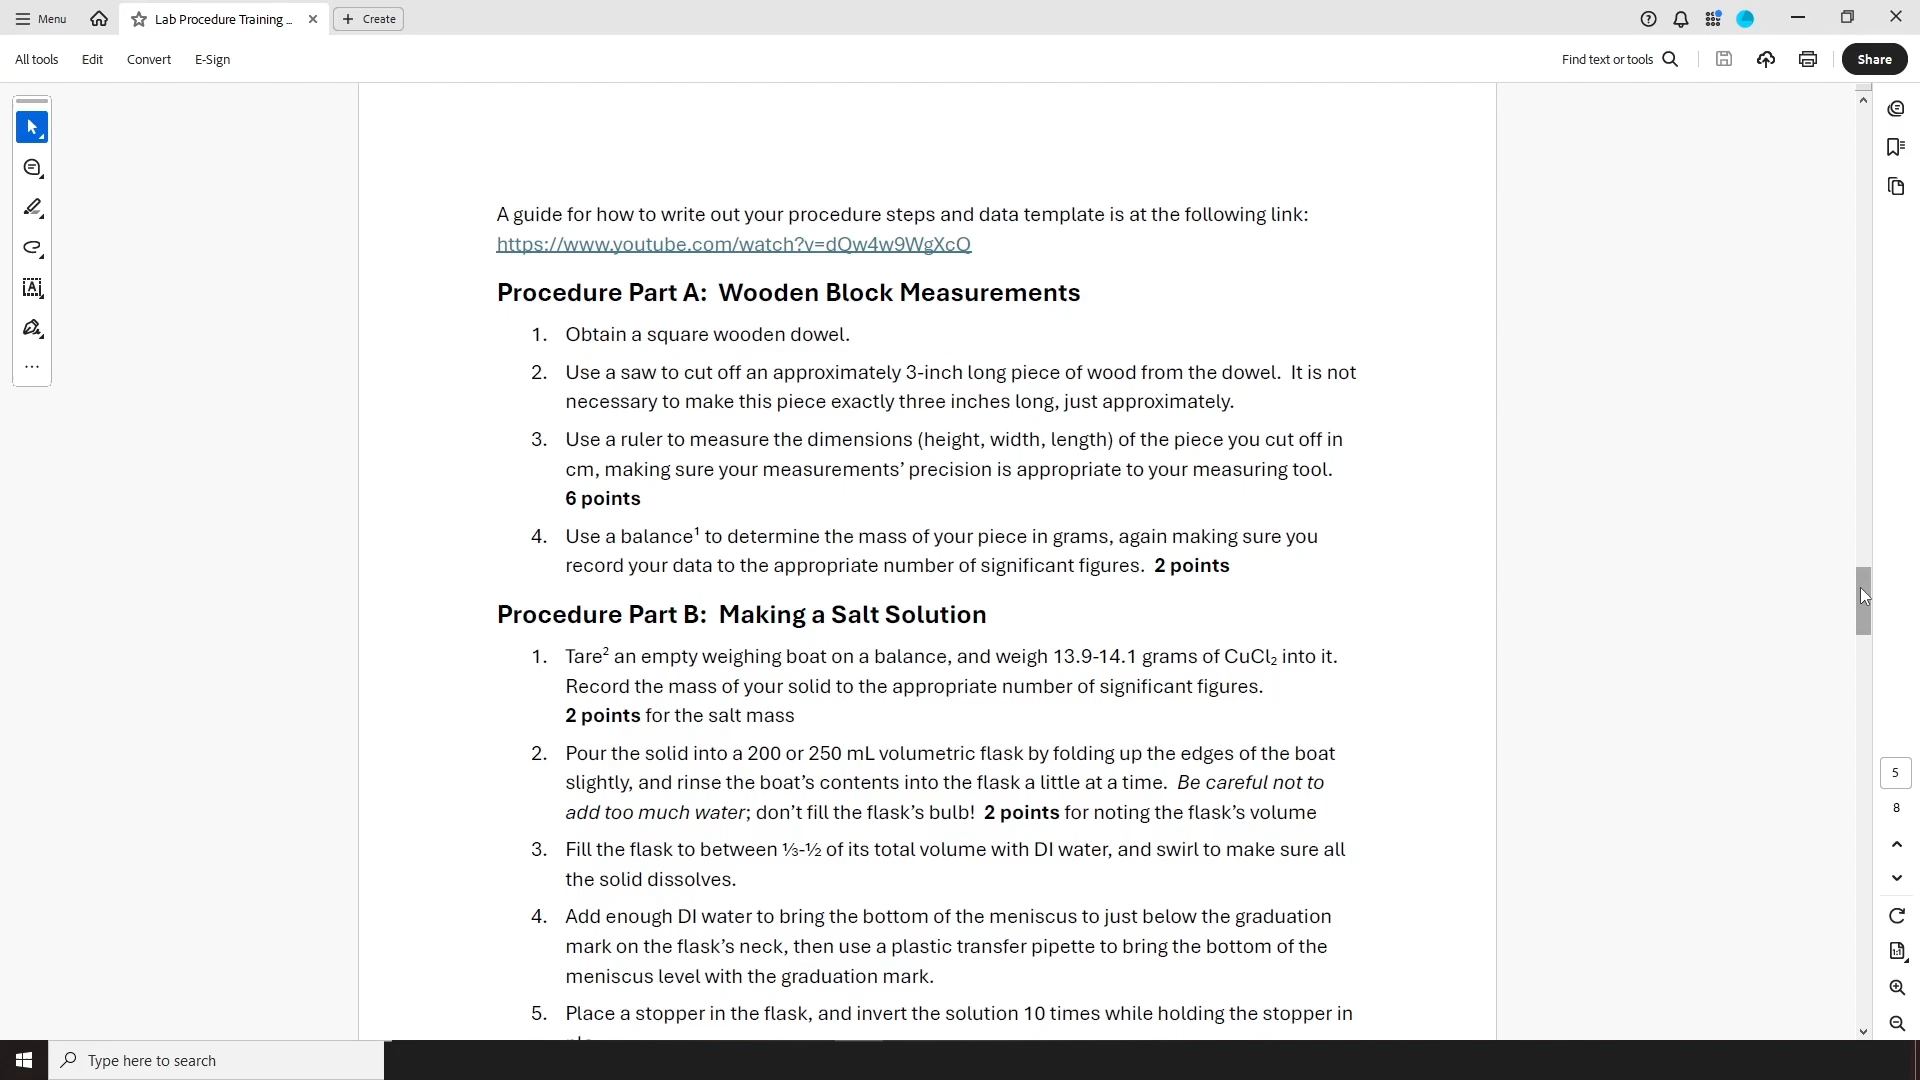 Menu
Lab Procedure Training ...
Create
All tools
Edit
Convert
E-Sign
Find text or tools
Share
A guide for how to write out your procedure steps and data template is at the following link:
https://www.youtube.com/watch?v=dQw4w9WgXcQ
Procedure Part A:  Wooden Block Measurements
1. Obtain a square wooden dowel.
2. Use a saw to cut off an approximately 3-inch long piece of wood from the dowel.  It is not
necessary to make this piece exactly three inches long, just approximately.
3. Use a ruler to measure the dimensions (height, width, length) of the piece you cut off in
cm, making sure your measurements’ precision is appropriate to your measuring tool.
6 points
4. Use a balance¹ to determine the mass of your piece in grams, again making sure you
record your data to the appropriate number of significant figures.  2 points
Procedure Part B:  Making a Salt Solution
1. Tare² an empty weighing boat on a balance, and weigh 13.9-14.1 grams of CuCl₂ into it.
Record the mass of your solid to the appropriate number of significant figures.
2 points for the salt mass
2. Pour the solid into a 200 or 250 mL volumetric flask by folding up the edges of the boat
slightly, and rinse the boat’s contents into the flask a little at a time.  Be careful not to
add too much water; don’t fill the flask’s bulb!  2 points for noting the flask’s volume
3. Fill the flask to between ⅓-½ of its total volume with DI water, and swirl to make sure all
the solid dissolves.
4. Add enough DI water to bring the bottom of the meniscus to just below the graduation
mark on the flask’s neck, then use a plastic transfer pipette to bring the bottom of the
meniscus level with the graduation mark.
5. Place a stopper in the flask, and invert the solution 10 times while holding the stopper in
5
8
Type here to search